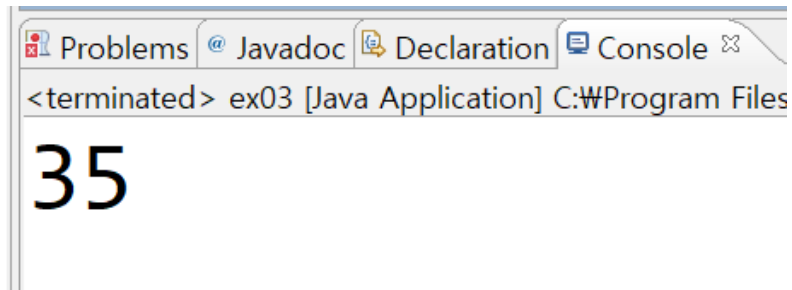 Problems @ Javadoc Declaration Console
<terminated> ex03 [Java Application] C:₩Program Files
35